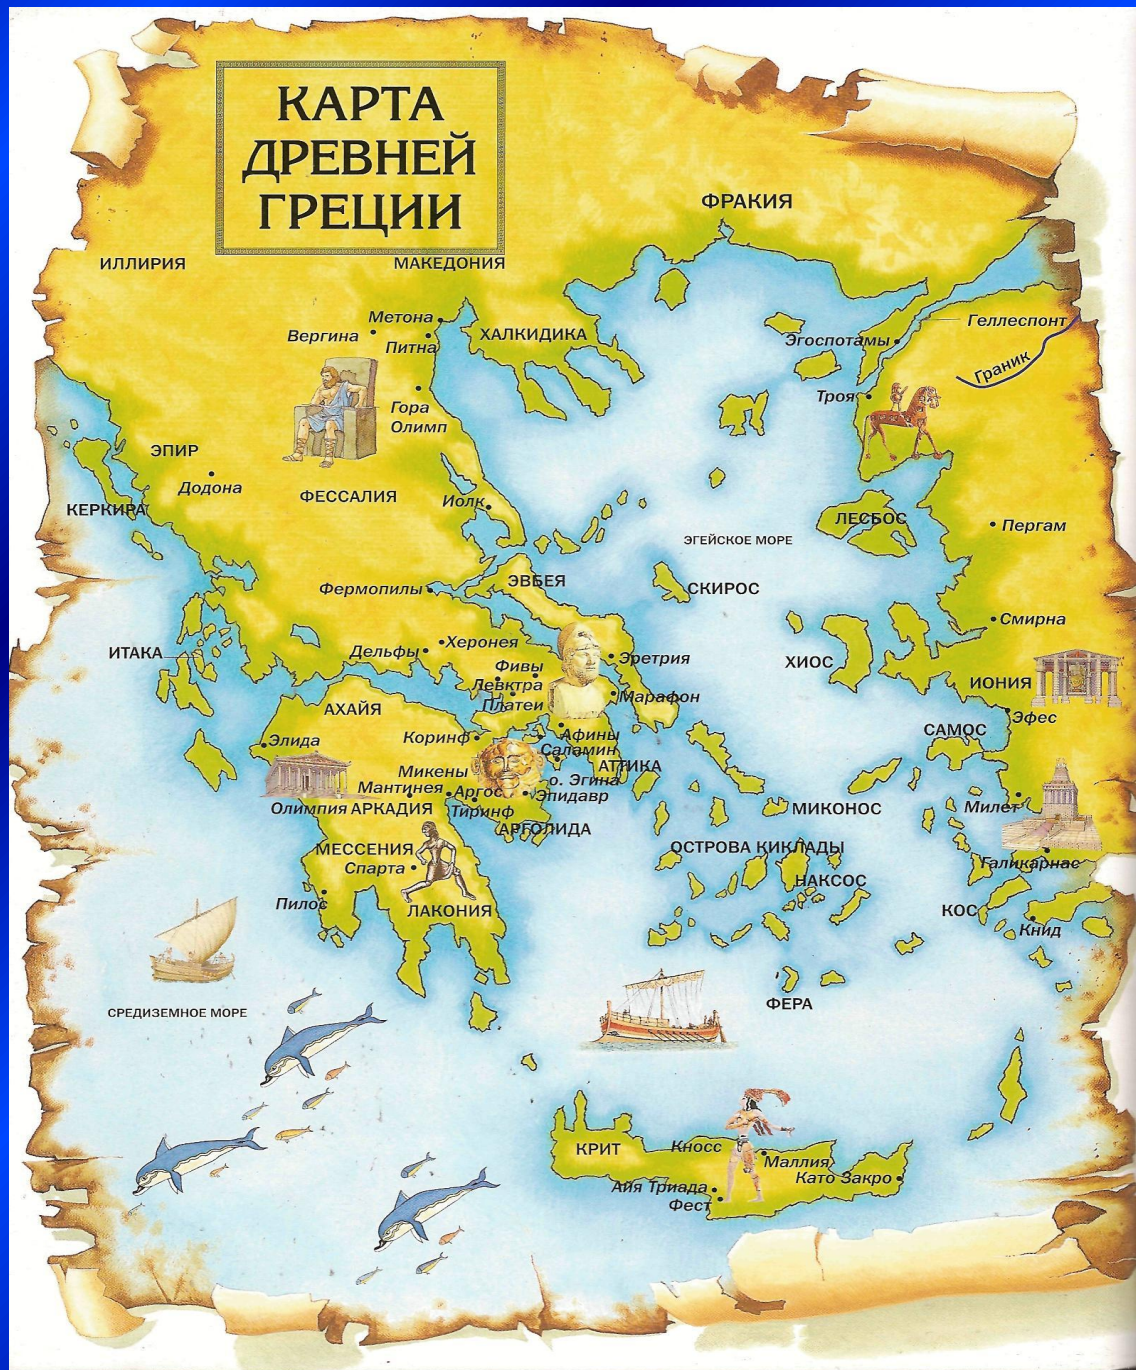 КАРТА
ДРЕВНЕЙ
ГРЕЦИИ
ФРАКИЯ
ИЛЛИРИЯ
МАКЕДОНИЯ
Метона
Вергина
Питна
ХАЛКИДИКА
Геллеспонт
Эгоспотамы
Граник
Троя
Гора
Олимп
ЭПИР
Додона
ФЕССАЛИЯ
Иолк
КЕРКИРА
ЛЕСБОС
Пергам
ЭГЕЙСКОЕ МОРЕ
ЭВБЕЯ
Фермопилы
СКИРОС
Смирна
ИТАКА
Херонея
Дельфы
Фивы
Эретрия
ХИОС
Левктра
Марафон
ИОНИЯ
Платеи
АХАЙЯ
Эфес
Элида
Коринф
Афины
САМОС
Саламин
АТТИКА
Микены
о. Эгина
Мантинея
Аргос
Эпидавр
Олимпия
АРКАДИЯ
Тиринф
МИКОНОС
Милет
АРГОЛИДА
МЕССЕНИЯ
ОСТРОВА КИКЛАДЫ
Спарта
Галикарнас
НАКСОС
Пилос
ЛАКОНИЯ
КОС
Книд
СРЕДИЗЕМНОЕ МОРЕ
ФЕРА
КРИТ
Кносс
Маллия
Като Закро
Айя Триада
Фест